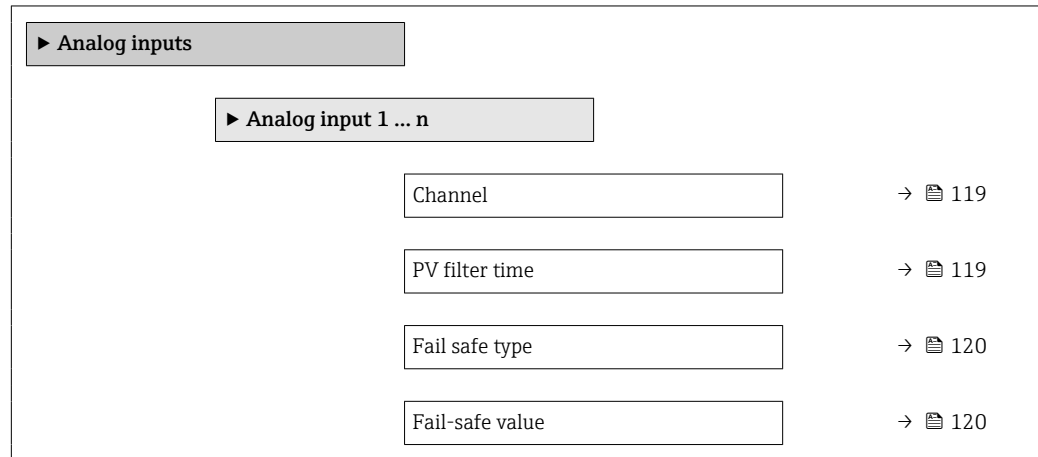 ▶ Analog inputs
▶ Analog input 1 … n
Channel → 119
PV filter time → 119
Fail safe type → 120
Fail-safe value → 120